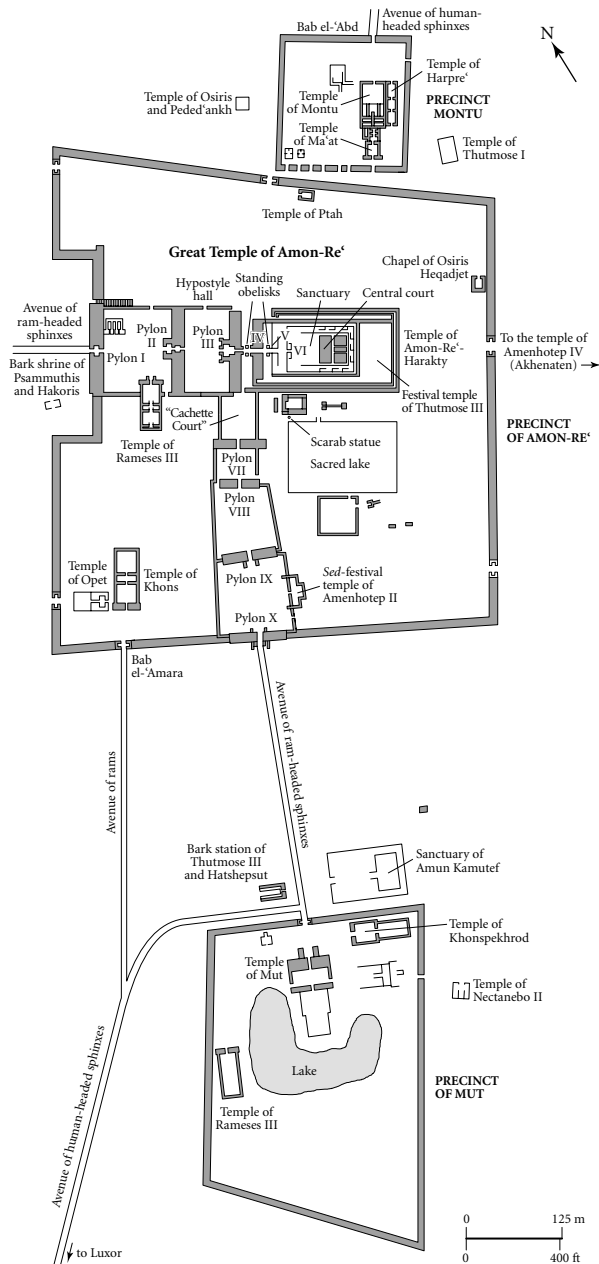 Bab el-‘Abd
Avenue of human-
headed sphinxes
N
Temple of
Harpre‘
Temple
of Montu
PRECINCT
MONTU
Temple of Osiris
and Peded‘ankh
Temple
of Ma‘at
Temple of
Thutmose I
Temple of Ptah
Great Temple of Amon-Re‘
Chapel of Osiris
Heqadjet
Hypostyle
hall
Standing
obelisks
Sanctuary
Central court
Avenue of
ram-headed
sphinxes
Pylon
II
Pylon
III
IV
V
VI
Pylon I
Temple of
Amon-Re‘-
Harakty
To the temple of
Amenhotep IV
(Akhenaten)
Bark shrine of
Psammuthis
and Hakoris
Festival temple
of Thutmose III
“Cachette
Court”
PRECINCT
OF AMON-RE‘
Temple of
Rameses III
Scarab statue
Sacred lake
Pylon
VII
Pylon
VIII
Temple
of Opet
Temple of
Khons
Pylon IX
Sed-festival
temple of
Amenhotep II
Pylon X
Bab
el-‘Amara
Avenue of rams
Avenue of ram-headed sphinxes
Bark station of
Thutmose III
and Hatshepsut
Sanctuary of
Amun Kamutef
Temple of
Khonspekhrod
Temple
of Mut
Temple of
Nectanebo II
Lake
Temple of
Rameses III
PRECINCT
OF MUT
Avenue of human-headed sphinxes
to Luxor
0
125 m
0
400 ft